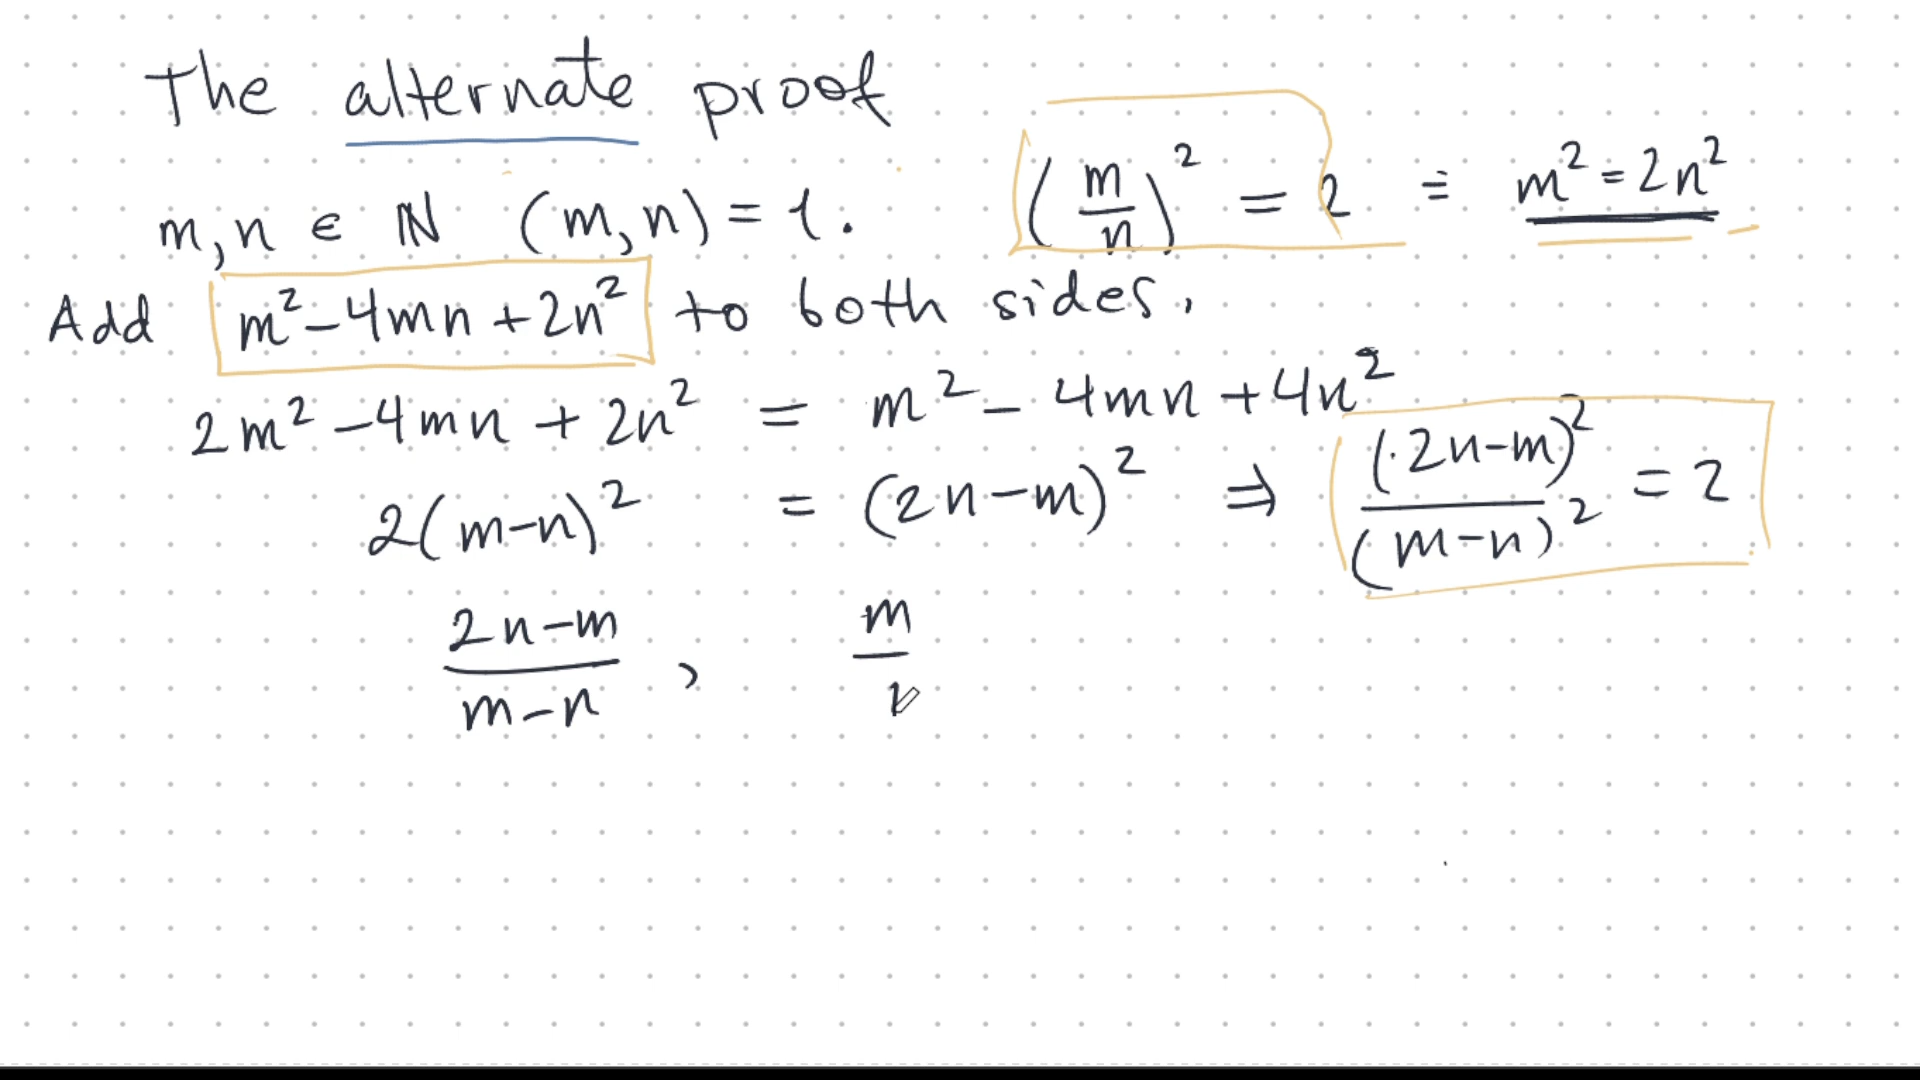 The alternate proof
m,n ∈ ℕ (m,n) = 1. (m/n)² = 2 ≡ m² = 2n²
Add m² - 4mn + 2n² to both sides.
2m² - 4mn + 2n² = m² - 4mn + 4n²
2(m-n)² = (2n-m)² ⇒ (2n-m)²/(m-n)² = 2
2n-m/m-n , m/